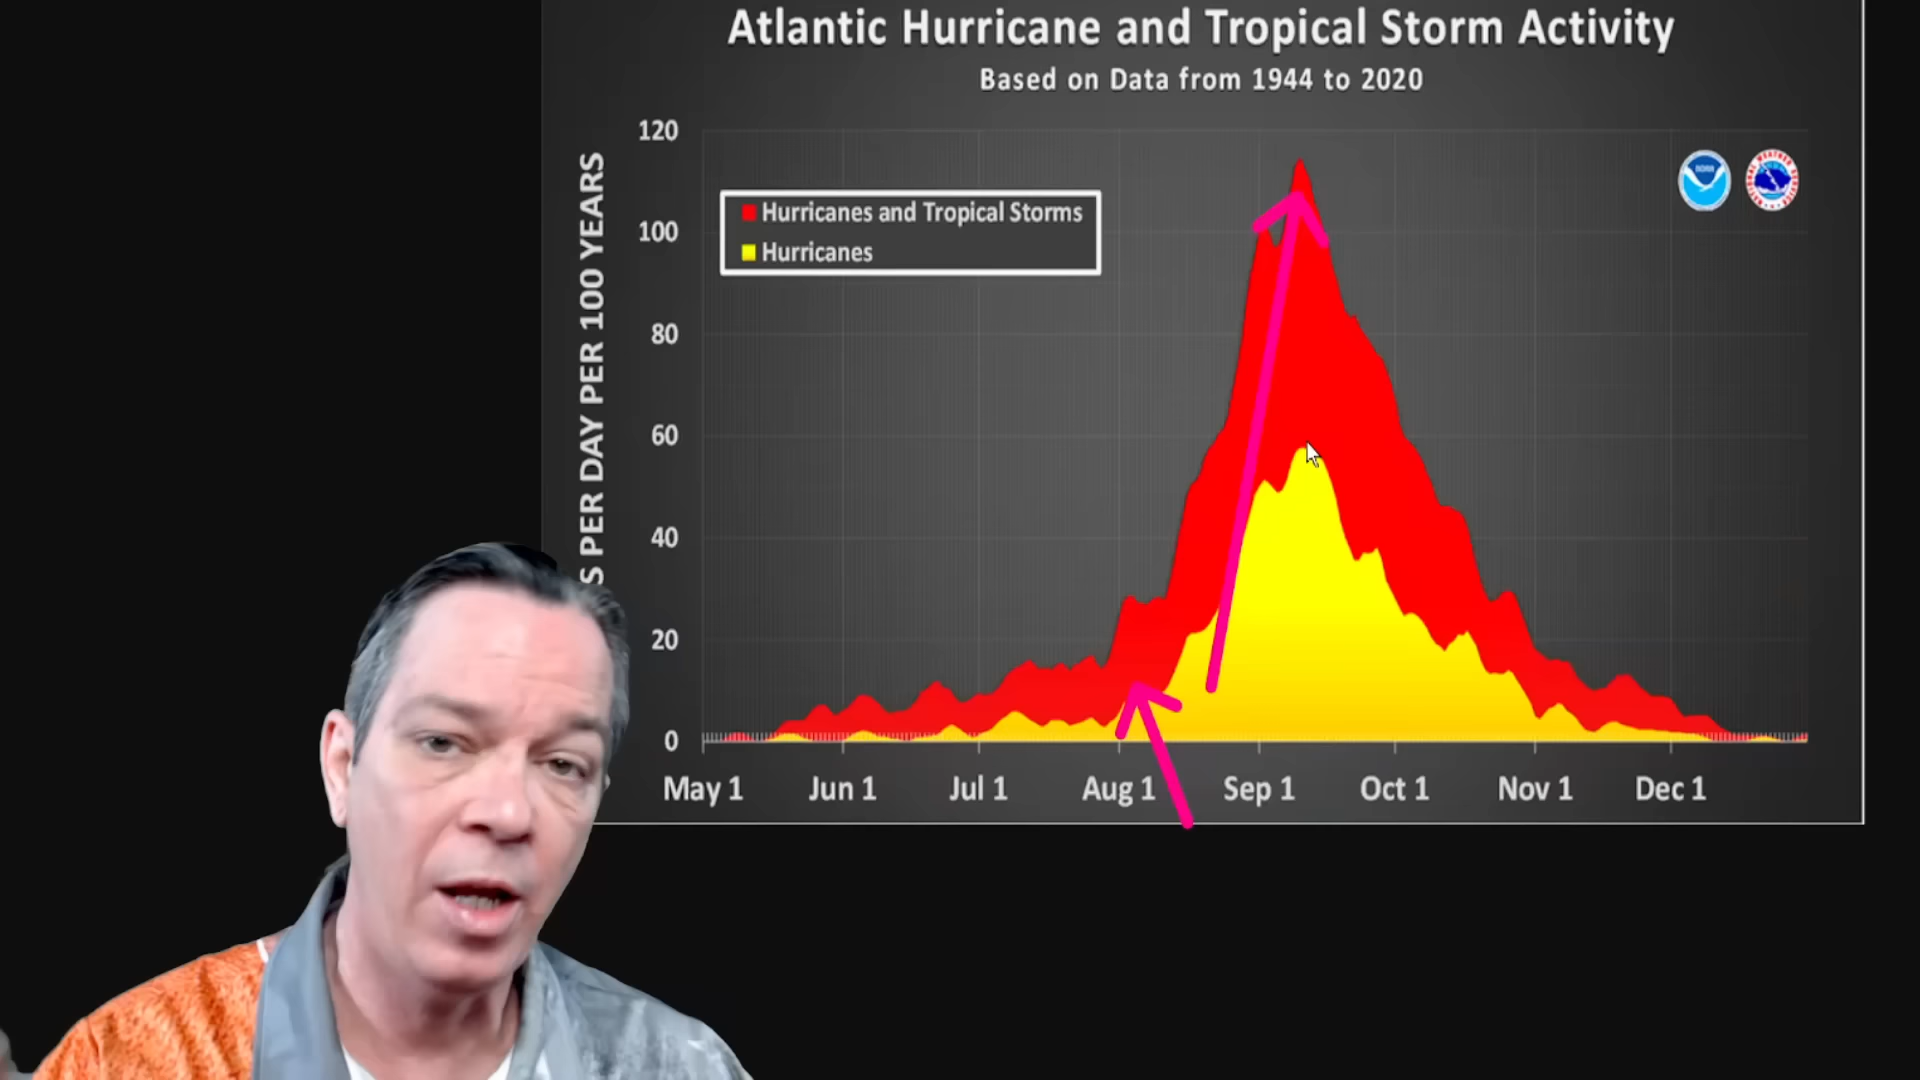 Atlantic Hurricane and Tropical Storm Activity
Based on Data from 1944 to 2020
S PER DAY PER 100 YEARS
120
100
80
60
40
20
0
Hurricanes and Tropical Storms
Hurricanes
May 1
Jun 1
Jul 1
Aug 1
Sep 1
Oct 1
Nov 1
Dec 1